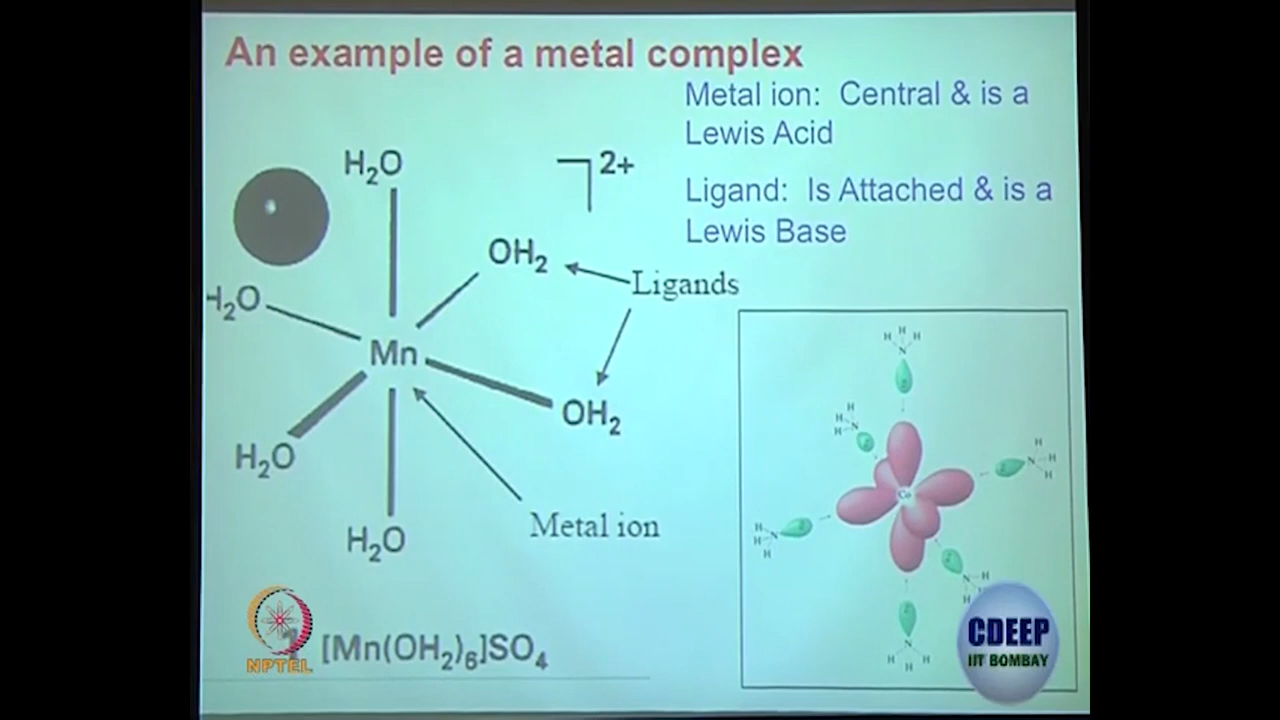 An example of a metal complex
Metal ion: Central & is a
Lewis Acid
Ligand: Is Attached & is a
Lewis Base
H₂O
2+
OH₂
Ligands
H₂O
Mn
OH₂
H₂O
Metal ion
H₂O
[Mn(OH₂)₆]SO₄
H H H
N
H
H
H N
H
N H
H
Co
H
H N
H
N H
H
N
H H
H
NPTEL
CDEEP
IIT BOMBAY